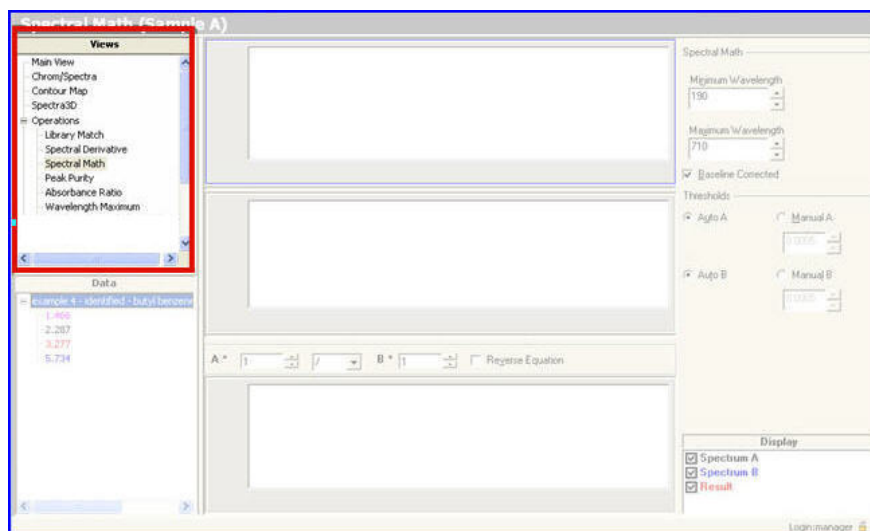 Spectral Math (Sample A)
Views
Main View
Chrom/Spectra
Contour Map
Spectra3D
Operations
Library Match
Spectral Derivative
Spectral Math
Peak Purity
Absorbance Ratio
Wavelength Maximum
Data
example 4 - identified - butyl benzene
1.466
2.287
3.277
5.734
A * 1 / B * 1 Reverse Equation
Spectral Math
Minimum Wavelength
190
Maximum Wavelength
710
Baseline Corrected
Thresholds
Auto A Manual A
0.0005
Auto B Manual B
0.0005
Display
Spectrum A
Spectrum B
Result
Login:manager